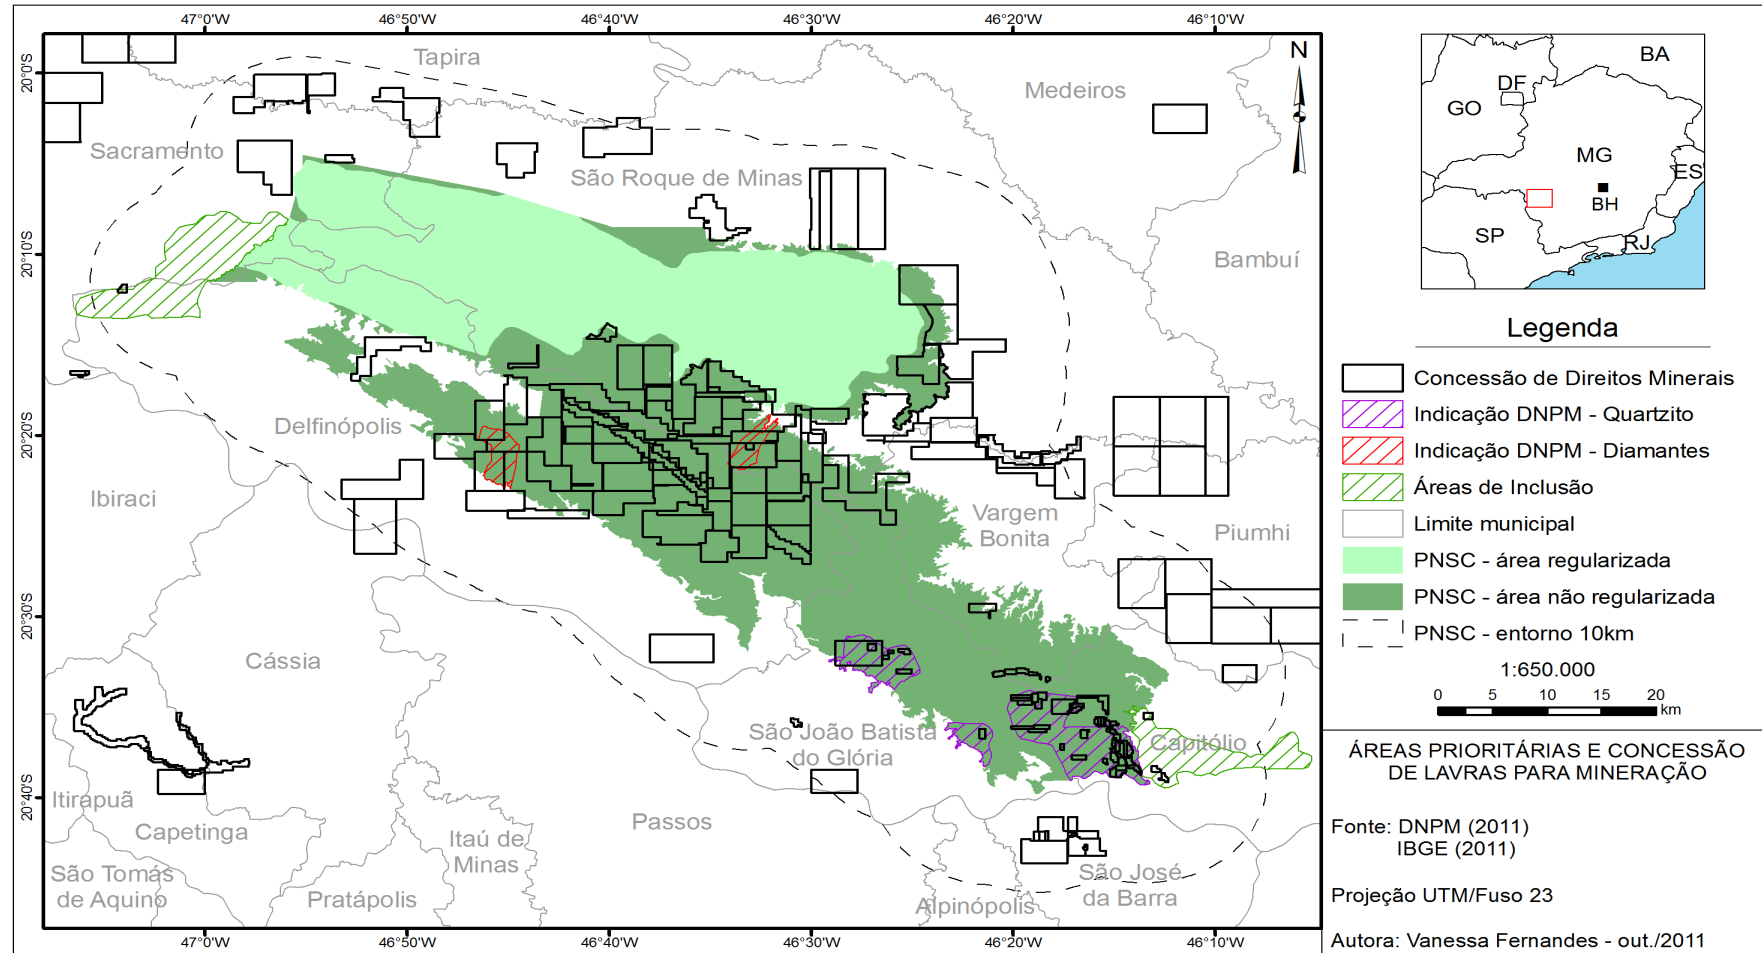 47°0'W 46°50'W 46°40'W 46°30'W 46°20'W 46°10'W
20°0'S
20°10'S
20°20'S
20°30'S
20°40'S
Tapira
Medeiros
Sacramento
São Roque de Minas
Bambuí
Delfinópolis
Ibiraci
Vargem
Bonita
Piumhi
Cássia
São João Batista
do Glória
Capitólio
Itirapuã
Capetinga
Passos
Itaú de
Minas
São Tomás
de Aquino
Pratápolis
Alpinópolis
São José
da Barra
47°0'W 46°50'W 46°40'W 46°30'W 46°20'W 46°10'W
N
BA
DF
GO
MG
ES
BH
SP
RJ
Legenda
Concessão de Direitos Minerais
Indicação DNPM - Quartzito
Indicação DNPM - Diamantes
Áreas de Inclusão
Limite municipal
PNSC - área regularizada
PNSC - área não regularizada
PNSC - entorno 10km
1:650.000
0 5 10 15 20
km
ÁREAS PRIORITÁRIAS E CONCESSÃO
DE LAVRAS PARA MINERAÇÃO
Fonte: DNPM (2011)
IBGE (2011)
Projeção UTM/Fuso 23
Autora: Vanessa Fernandes - out./2011